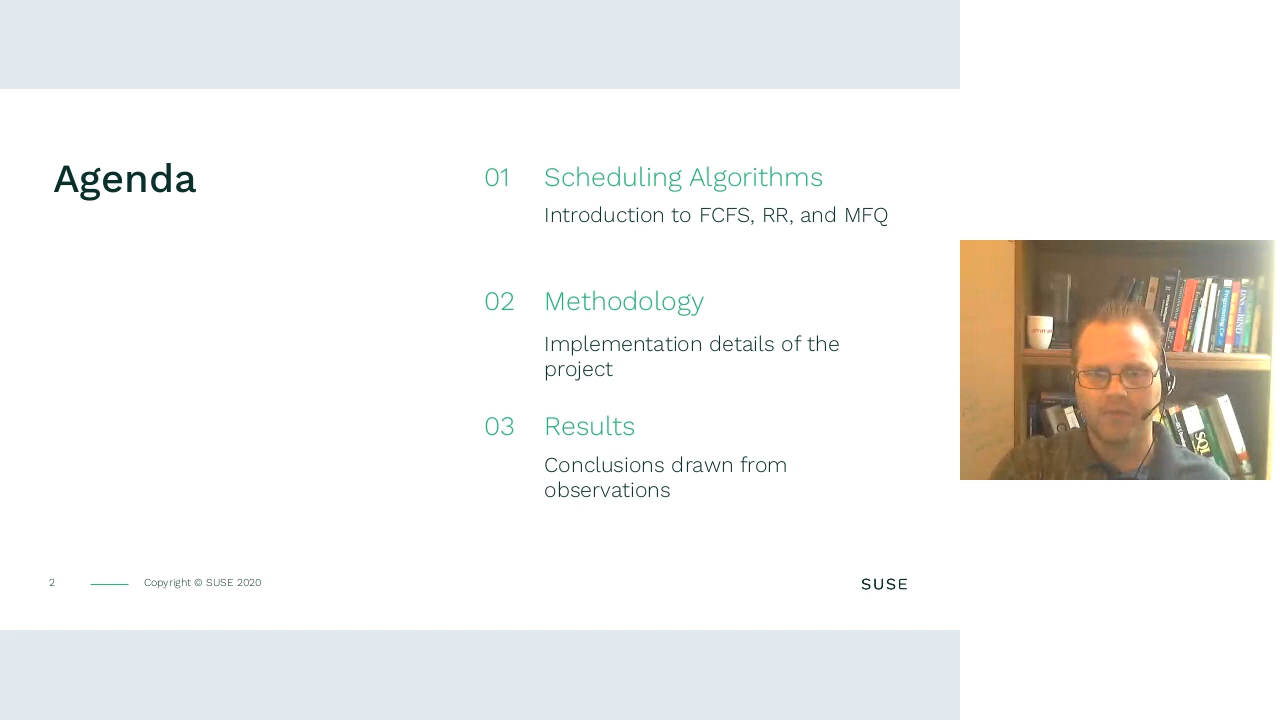 Agenda
01 Scheduling Algorithms
Introduction to FCFS, RR, and MFQ
02 Methodology
Implementation details of the
project
03 Results
Conclusions drawn from
observations
2 Copyright © SUSE 2020
SUSE
SQL